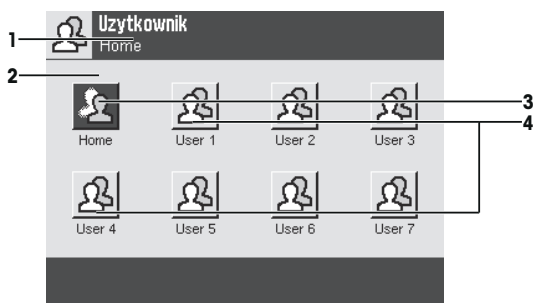 Uzytkownik
1
Home
2
3
4
Home
User 1
User 2
User 3
User 4
User 5
User 6
User 7